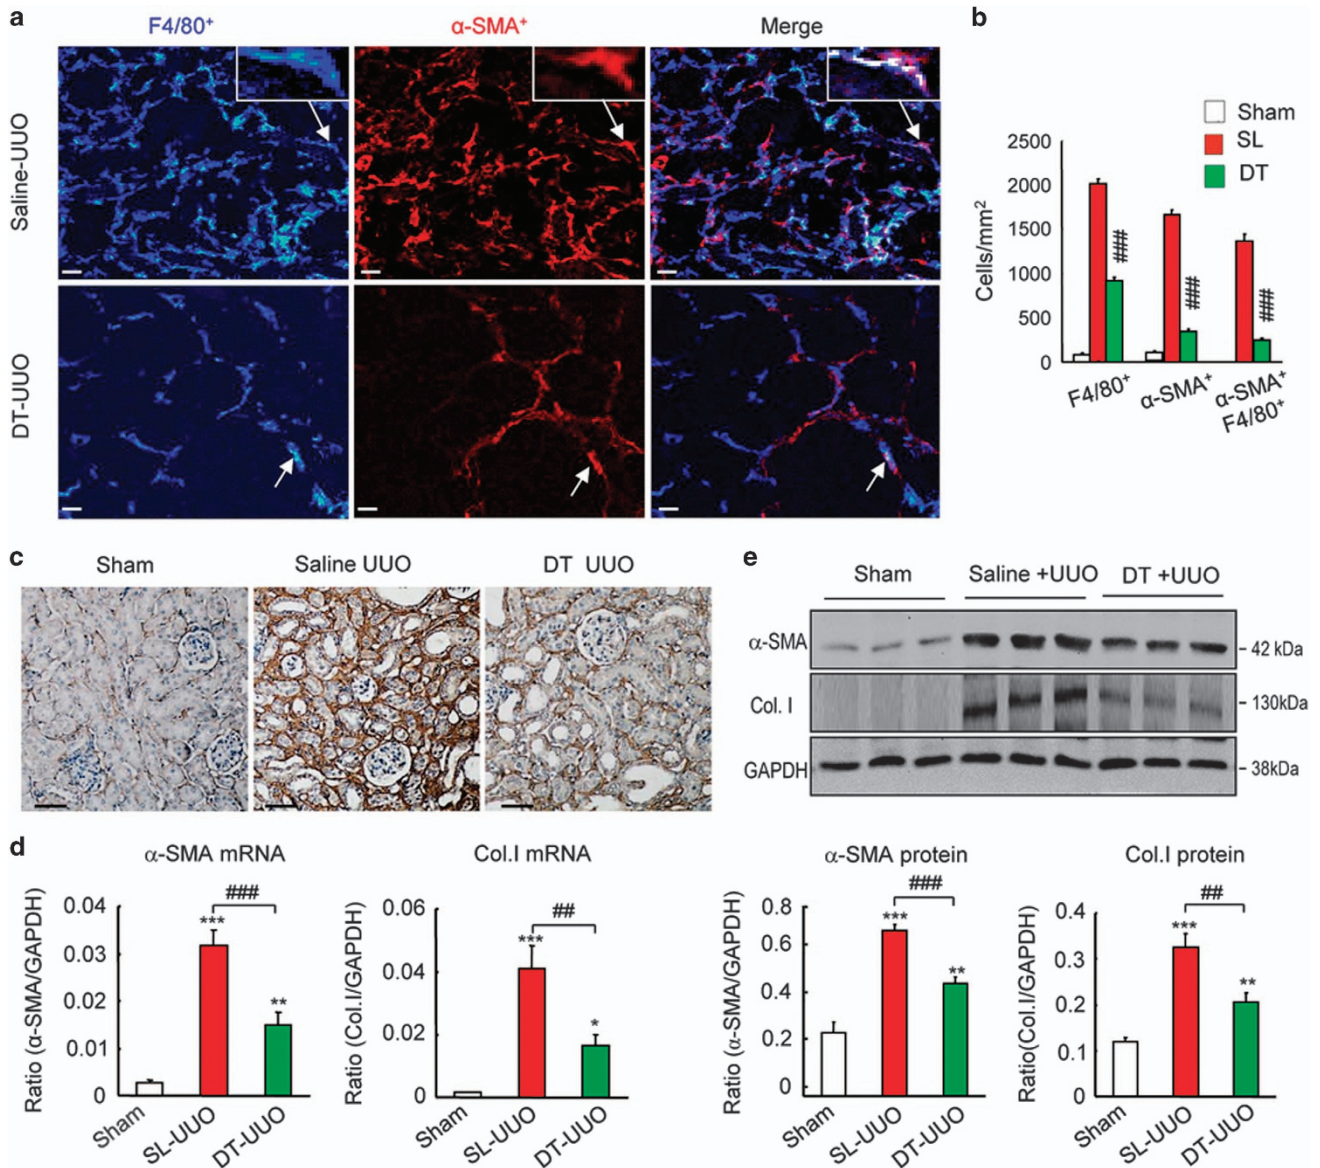 a
F4/80⁺
α-SMA⁺
Merge
Saline-UUO
DT-UUO
b
Sham
SL
DT
Cells/mm²
2500
2000
1500
1000
500
0
###
###
###
F4/80⁺
α-SMA⁺
α-SMA⁺
F4/80⁺
c
Sham
Saline UUO
DT UUO
e
Sham
Saline +UUO
DT +UUO
α-SMA
- 42 kDa
Col. I
- 130kDa
GAPDH
- 38kDa
d
α-SMA mRNA
Ratio (α-SMA/GAPDH)
0.04
0.03
0.02
0.01
0
###
***
**
Sham
SL-UUO
DT-UUO
Col.I mRNA
Ratio (Col.I/GAPDH)
0.06
0.04
0.02
0
##
***
*
Sham
SL-UUO
DT-UUO
α-SMA protein
Ratio (α-SMA/GAPDH)
0.8
0.6
0.4
0.2
0
###
***
**
Sham
SL-UUO
DT-UUO
Col.I protein
Ratio(Col.I/GAPDH)
0.4
0.3
0.2
0.1
0
##
***
**
Sham
SL-UUO
DT-UUO